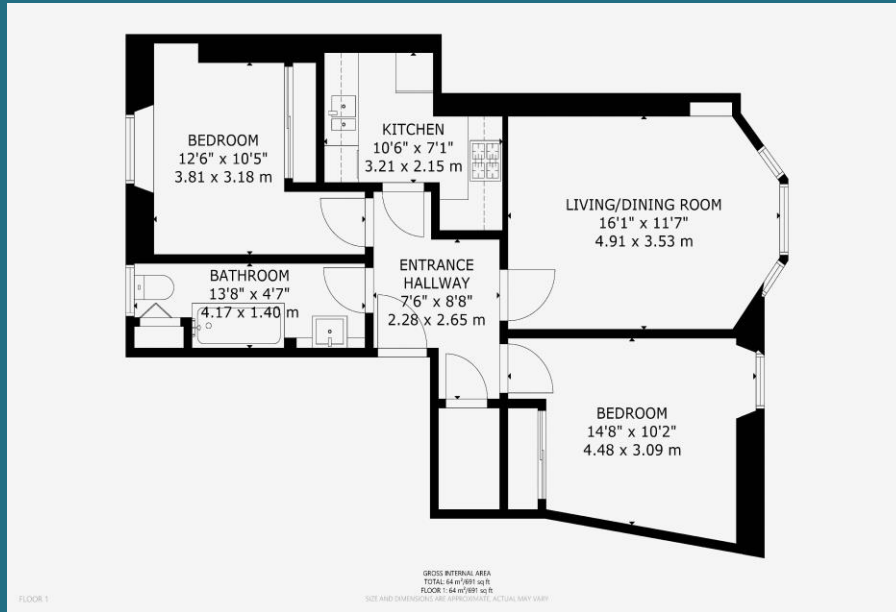 BEDROOM
12'6" x 10'5"
3.81 x 3.18 m
KITCHEN
10'6" x 7'1"
3.21 x 2.15 m
LIVING/DINING ROOM
16'1" x 11'7"
4.91 x 3.53 m
BATHROOM
13'8" x 4'7"
4.17 x 1.40 m
ENTRANCE
HALLWAY
7'6" x 8'8"
2.28 x 2.65 m
BEDROOM
14'8" x 10'2"
4.48 x 3.09 m
GROSS INTERNAL AREA
TOTAL: 64 m²/691 sq ft
FLOOR 1: 64 m²/691 sq ft
FLOOR 1
SIZE AND DIMENSIONS ARE APPROXIMATE, ACTUAL MAY VARY